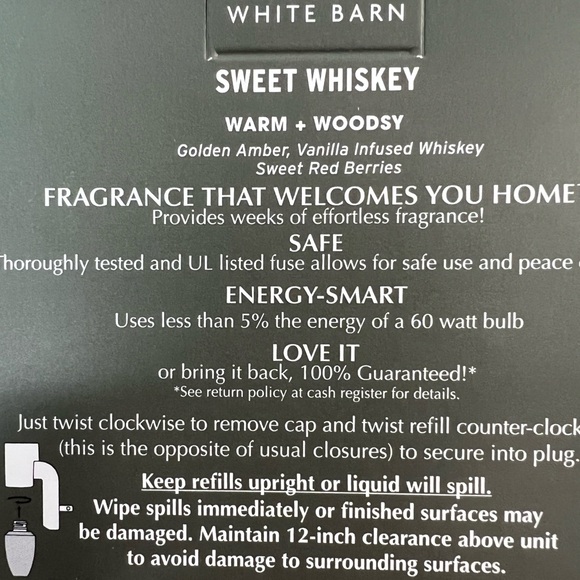 WHITE BARN
SWEET WHISKEY
WARM + WOODSY
Golden Amber, Vanilla Infused Whiskey
Sweet Red Berries
FRAGRANCE THAT WELCOMES YOU HOME
Provides weeks of effortless fragrance!
SAFE
Thoroughly tested and UL listed fuse allows for safe use and peace
ENERGY-SMART
Uses less than 5% the energy of a 60 watt bulb
LOVE IT
or bring it back, 100% Guaranteed!*
*See return policy at cash register for details.
Just twist clockwise to remove cap and twist refill counter-clock
(this is the opposite of usual closures) to secure into plug.
Keep refills upright or liquid will spill.
Wipe spills immediately or finished surfaces may
be damaged. Maintain 12-inch clearance above unit
to avoid damage to surrounding surfaces.